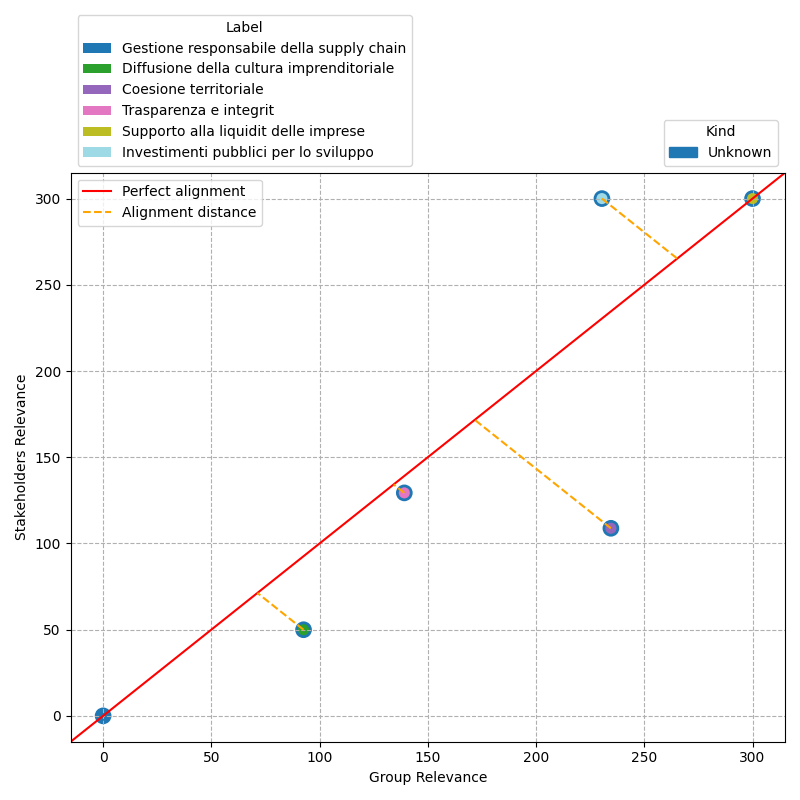 Label
Gestione responsabile della supply chain
Diffusione della cultura imprenditoriale
Coesione territoriale
Trasparenza e integrit
Supporto alla liquidit delle imprese
Investimenti pubblici per lo sviluppo
Kind
Unknown
Perfect alignment
Alignment distance
300
250
200
150
100
50
0
Stakeholders Relevance
0 50 100 150 200 250 300
Group Relevance